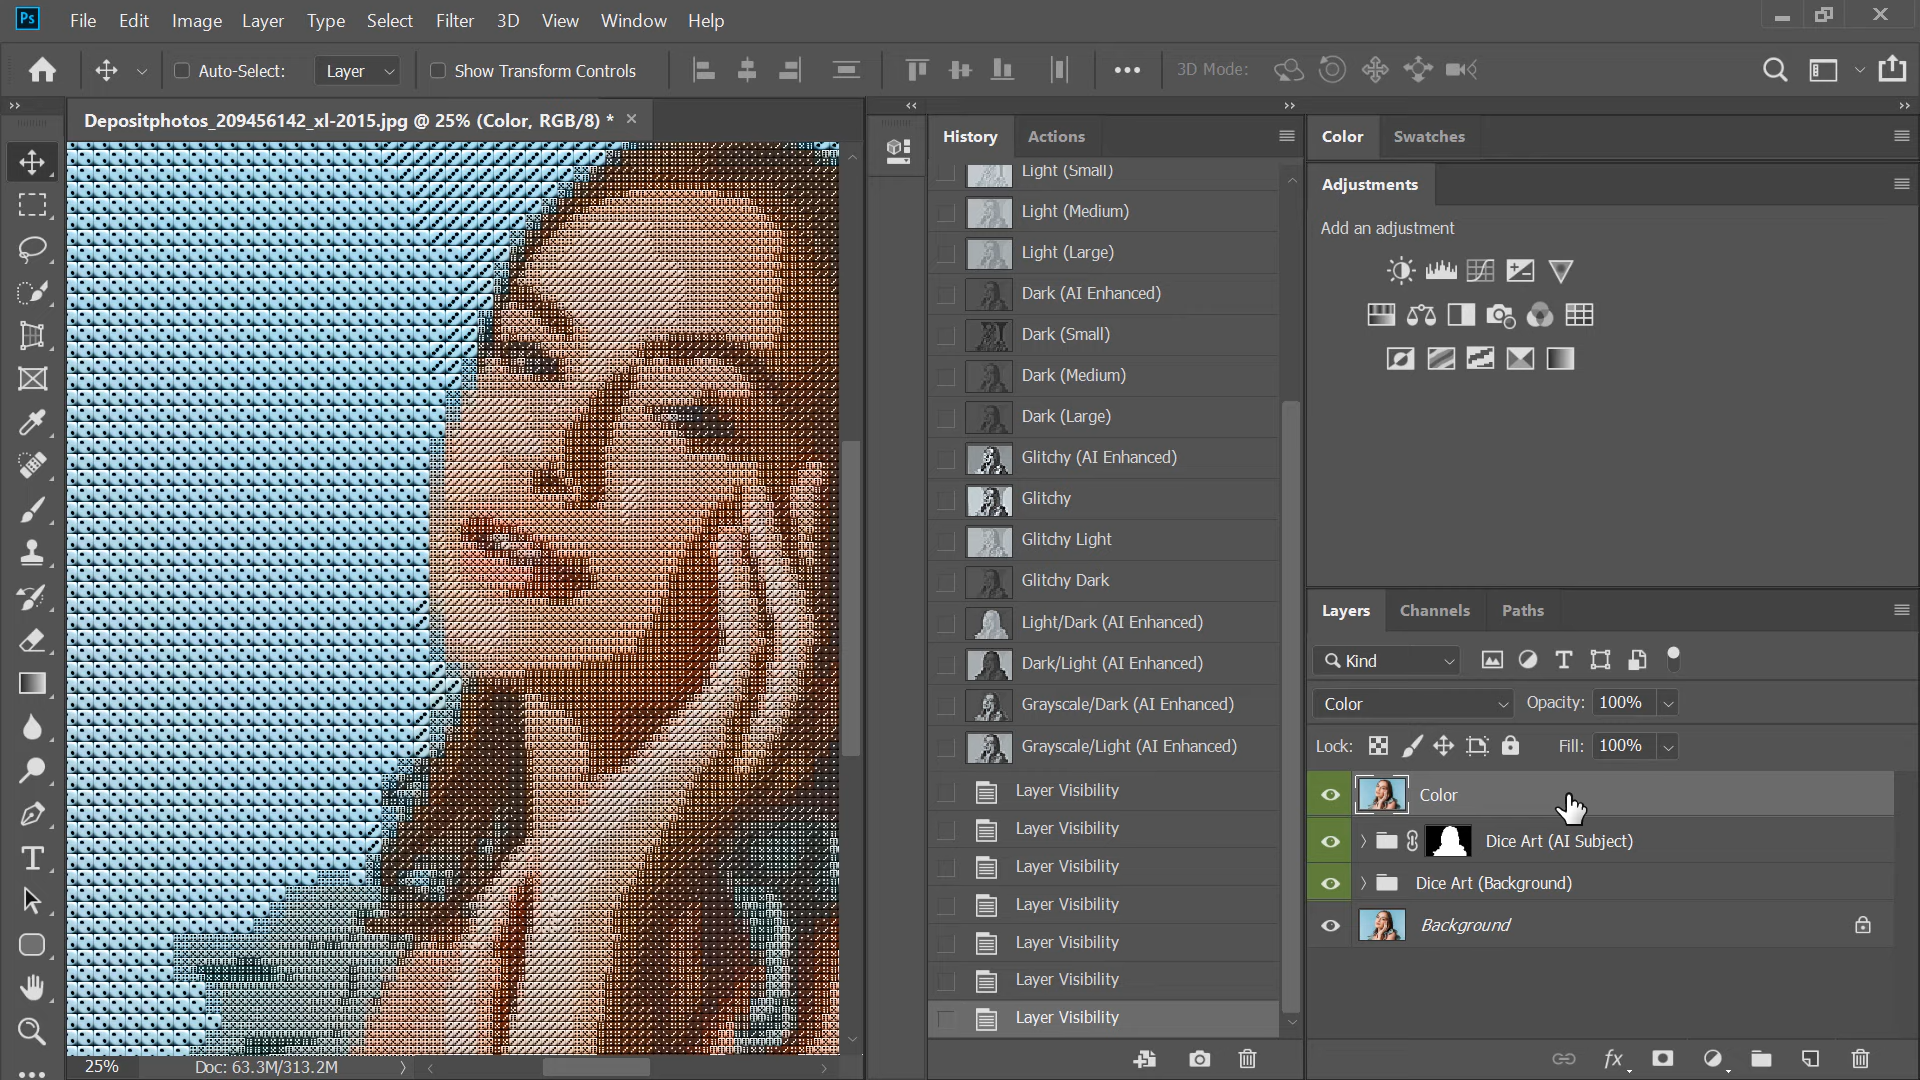 Ps File Edit Image Layer Type Select Filter 3D View Window Help
Auto-Select: Layer Show Transform Controls 3D Mode:
Depositphotos_209456142_xl-2015.jpg @ 25% (Color, RGB/8) *
History Actions
Light (Small)
Light (Medium)
Light (Large)
Dark (AI Enhanced)
Dark (Small)
Dark (Medium)
Dark (Large)
Glitchy (AI Enhanced)
Glitchy
Glitchy Light
Glitchy Dark
Light/Dark (AI Enhanced)
Dark/Light (AI Enhanced)
Grayscale/Dark (AI Enhanced)
Grayscale/Light (AI Enhanced)
Layer Visibility
Layer Visibility
Layer Visibility
Layer Visibility
Layer Visibility
Layer Visibility
Layer Visibility
Color Swatches
Adjustments
Add an adjustment
Layers Channels Paths
Kind
Color Opacity: 100%
Lock: Fill: 100%
Color
Dice Art (AI Subject)
Dice Art (Background)
Background
fx
25% Doc: 63.3M/313.2M